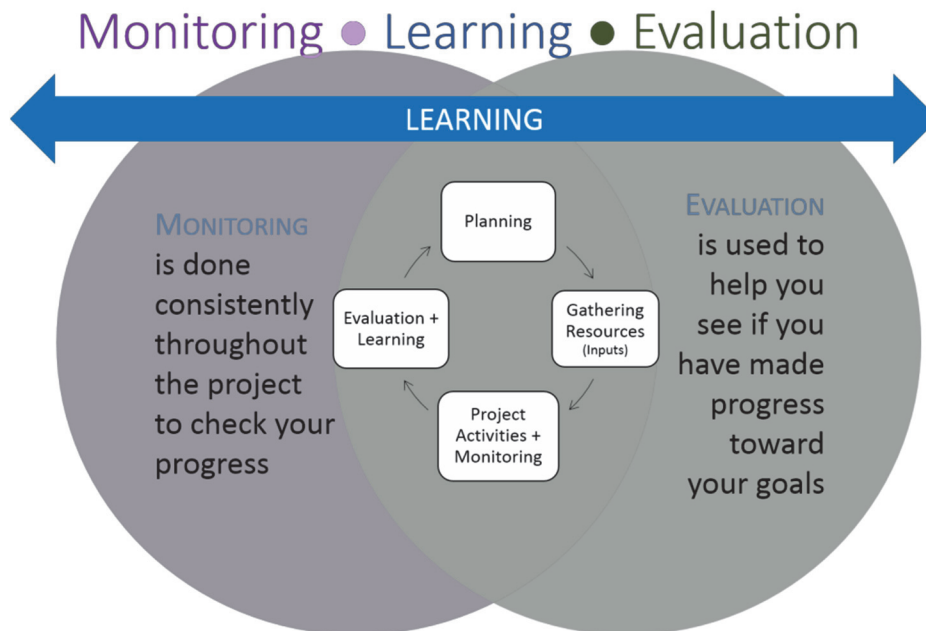 Monitoring ● Learning ● Evaluation
LEARNING
MONITORING
is done
consistently
throughout
the project
to check your
progress
Planning
Gathering
Resources
(Inputs)
Project
Activities +
Monitoring
Evaluation +
Learning
EVALUATION
is used to
help you
see if you
have made
progress
toward
your goals